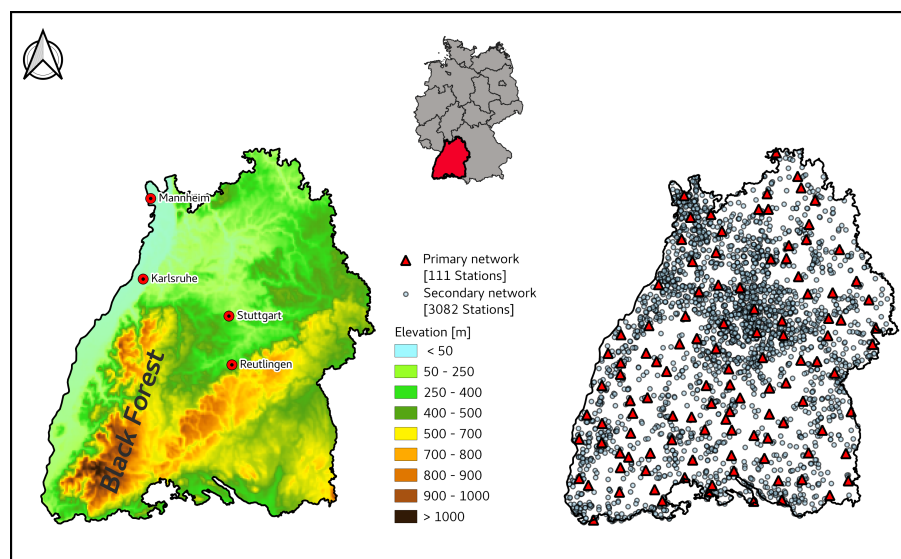 Mannheim
Karlsruhe
Stuttgart
Reutlingen
Black Forest
Primary network
[111 Stations]
Secondary network
[3082 Stations]
Elevation [m]
< 50
50 - 250
250 - 400
400 - 500
500 - 700
700 - 800
800 - 900
900 - 1000
> 1000